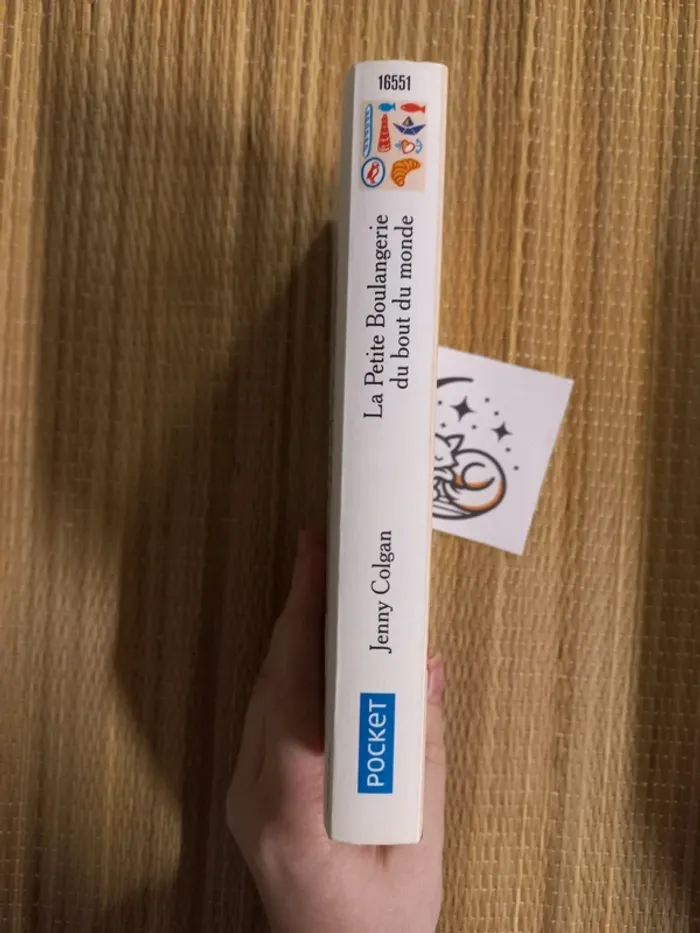 16551
La Petite Boulangerie
du bout du monde
Jenny Colgan
POCKET